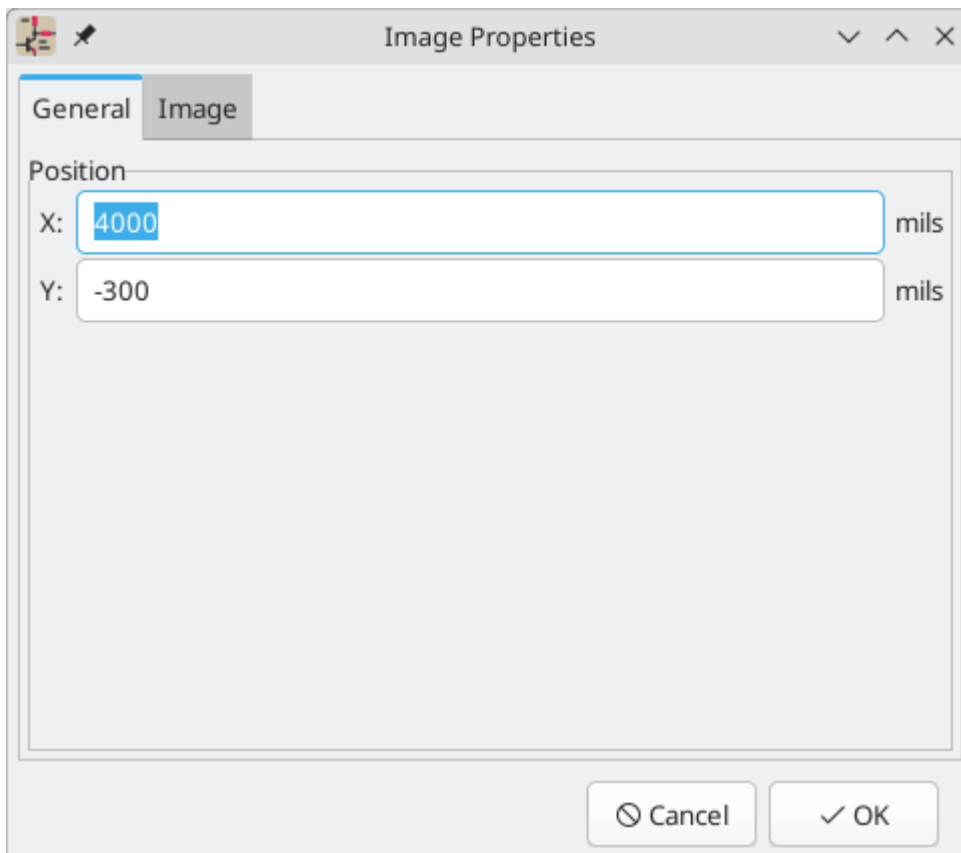 Image Properties
General Image
Position
X: 4000 mils
Y: -300 mils
Cancel OK